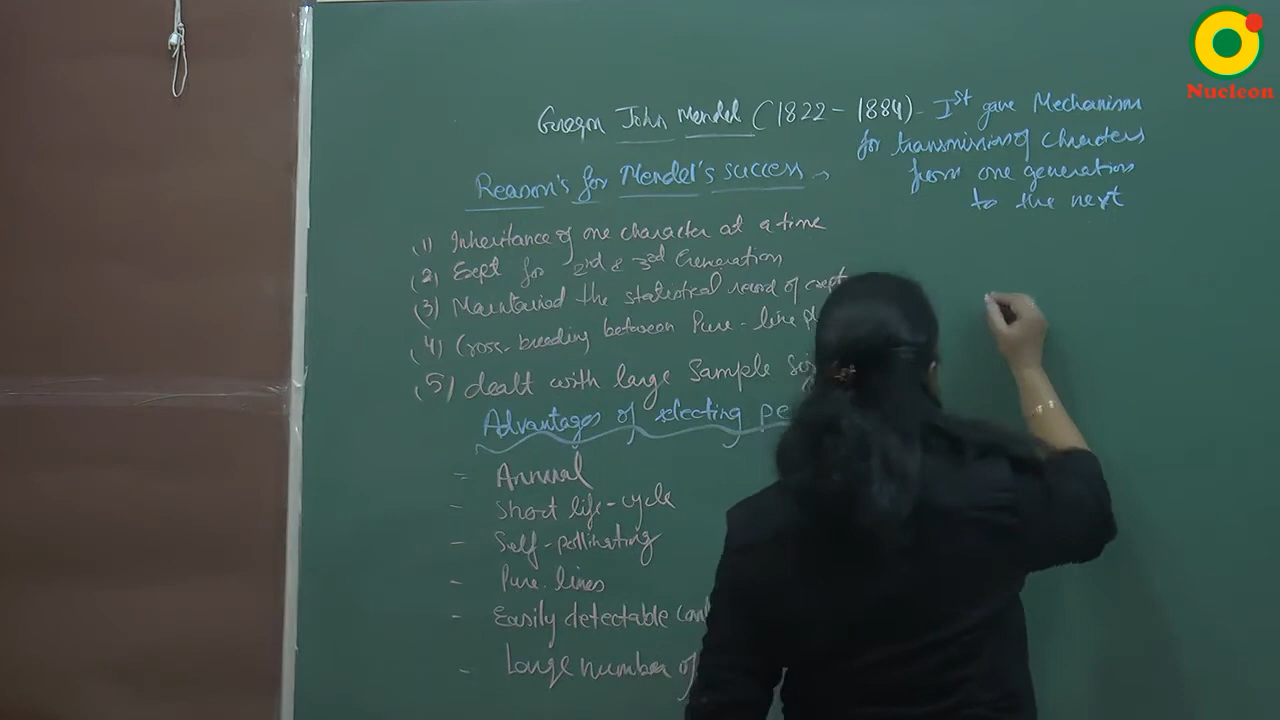 Gregor John Mendel (1822 - 1884) - Ist gave Mechanism
for transmission of characters
from one generation
to the next
Reason's for Mendel's success →
(1) Inheritance of one character at a time
(2) Expt for 2nd & 3rd Generation
(3) Maintained the statistical record of expt
(4) Cross-breeding between Pure-line
(5) dealt with large Sample
Advantages of selecting
- Annual
- Short life-cycle
- Self-pollinating
- Pure-lines
- Easily detectable
- Large number of
Nucleon